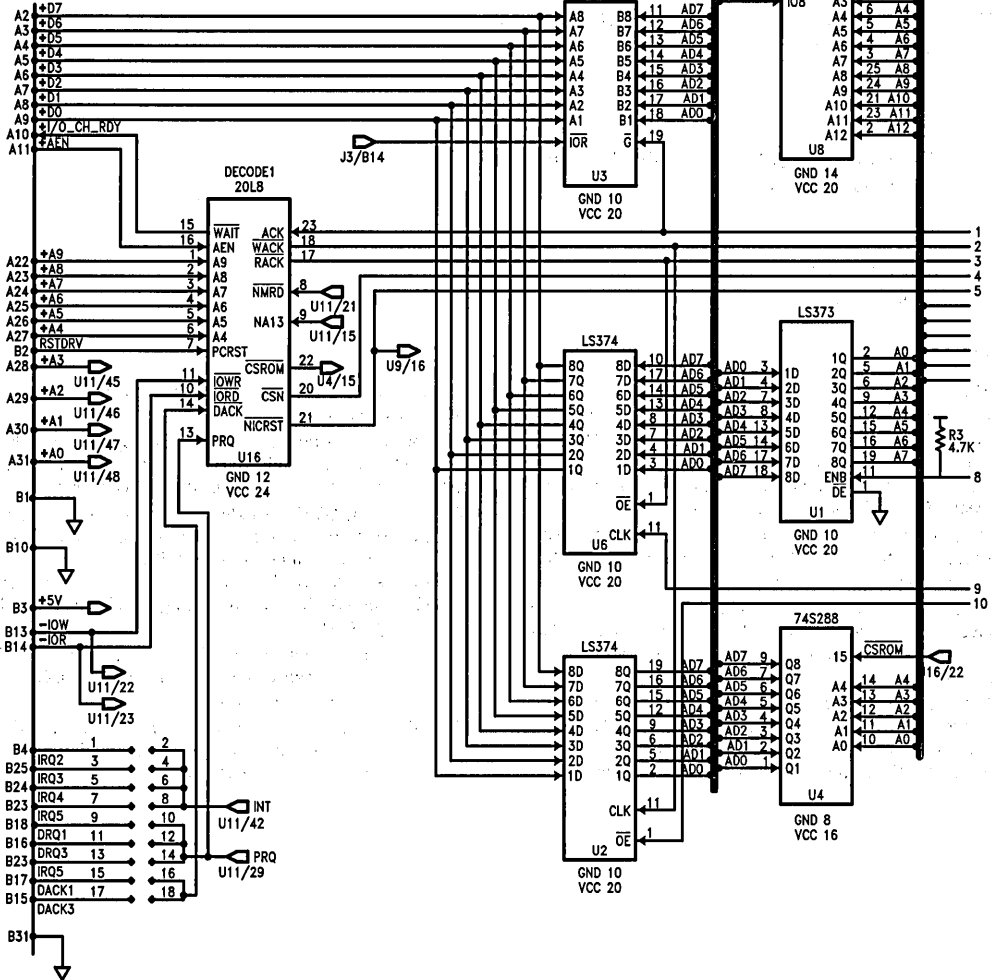 A2 +D7
A3 +D6
A4 +D5
A5 +D4
A6 +D3
A7 +D2
A8 +D1
A9 +D0
A10 +I/O_CH_RDY
A11 +AEN
J3/B14
A8 B8 11 AD7
A7 B7 12 AD6
A6 B6 13 AD5
A5 B5 14 AD4
A4 B4 15 AD3
A3 B3 16 AD2
A2 B2 17 AD1
A1 B1 18 AD0
IOR G 19
U3
GND 10
VCC 20
IO8 A3
A4 6 A4
A5 4 A5
A6 3 A6
A7 A7
A8 25 A8
A9 24 A9
A10 21 A10
A11 23 A11
A12 2 A12
U8
GND 14
VCC 20
DECODE1
20L8
15 WAIT ACK 23
16 AEN WACK 18
1 A9 RACK 17
2 A8
3 A7 NMRD 8 U11/21
4 A6
5 A5 NA13 9 U11/15
6 A4
7 PCRST
CSROM 22 U4/15
11 IOWR
10 IORD CSN 20
14 DACK
NICRST 21
13 PRQ
U16
GND 12
VCC 24
U9/16
A22 +A9
A23 +A8
A24 +A7
A25 +A6
A26 +A5
A27 +A4
B2 RSTDRV
A28 +A3 U11/45
A29 +A2 U11/46
A30 +A1 U11/47
A31 +A0 U11/48
B1
B10
B3 +5V
B13 -IOW
B14 -IOR
U11/22
U11/23
1
2
3
4
5
LS374
8Q 8D 10 AD7
7Q 7D 17 AD6
6Q 6D 14 AD5
5Q 5D 13 AD4
4Q 4D 8 AD3
3Q 3D 7 AD2
2Q 2D 4 AD1
1Q 1D 3 AD0
OE 1
CLK 11
U6
GND 10
VCC 20
LS373
AD0 3 1D 1Q 2 A0
AD1 4 2D 2Q 5 A1
AD2 7 3D 3Q 6 A2
AD3 8 4D 4Q 9 A3
AD4 13 5D 5Q 12 A4
AD5 14 6D 6Q 15 A5
AD6 17 7D 7Q 16 A6
AD7 18 8D 8Q 19 A7
ENB 11
DE 1
U1
GND 10
VCC 20
R3
4.7K
8
9
10
LS374
8D 8Q 19 AD7
7D 7Q 16 AD6
6D 6Q 15 AD5
5D 5Q 12 AD4
4D 4Q 9 AD3
3D 3Q 6 AD2
2D 2Q 5 AD1
1D 1Q 2 AD0
CLK 11
OE 1
U2
GND 10
VCC 20
74S288
AD7 9 Q8 15 CSROM
AD6 7 Q7
AD5 6 Q6 A4 14 A4
AD4 5 Q5 A3 13 A3
AD3 4 Q4 A2 12 A2
AD2 3 Q3 A1 11 A1
AD1 2 Q2 A0 10 A0
AD0 1 Q1
U4
GND 8
VCC 16
U16/22
B4 1 2
B25 IRQ2 3 4
B24 IRQ3 5 6
B23 IRQ4 7 8 INT U11/42
B18 IRQ5 9 10
B16 DRQ1 11 12
B23 DRQ3 13 14 PRQ U11/29
B17 IRQ5 15 16
B15 DACK1 17 18
DACK3
B31